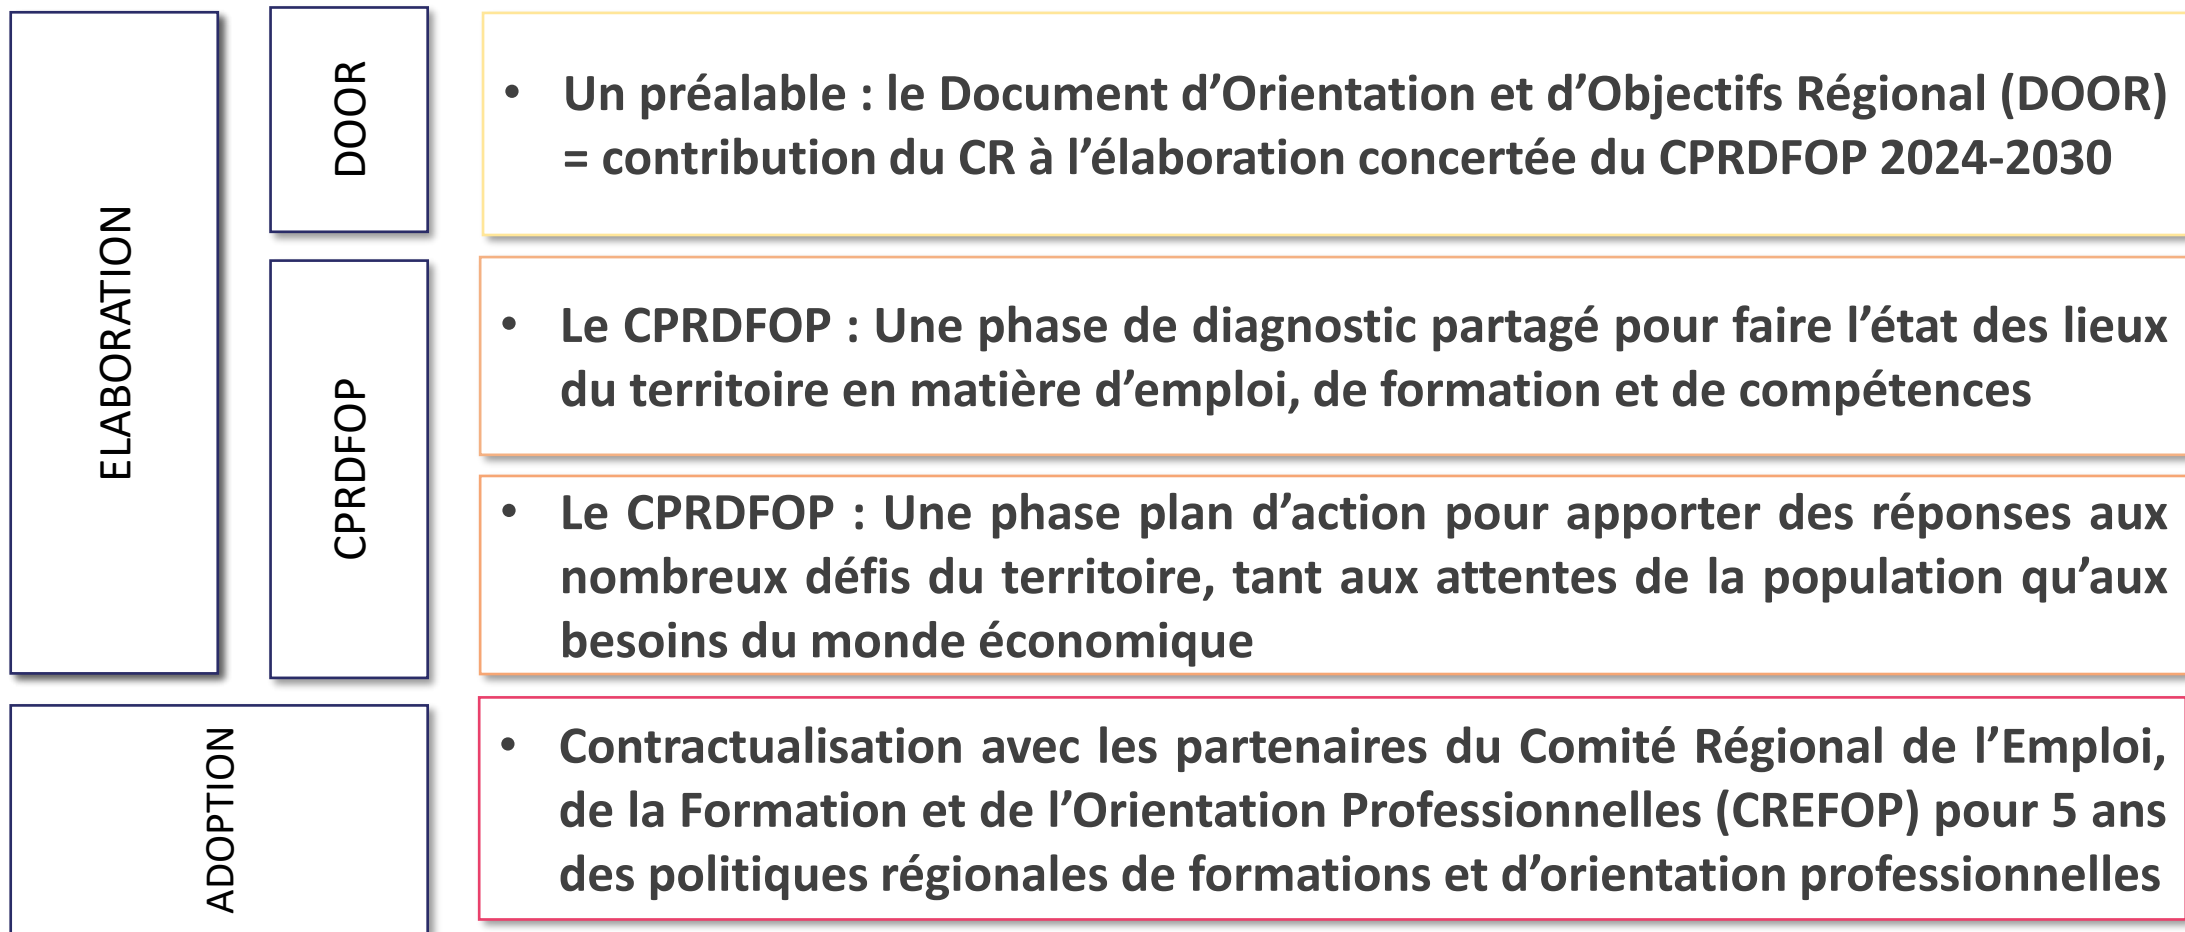 ELABORATION
DOOR
• Un préalable : le Document d’Orientation et d’Objectifs Régional (DOOR)
= contribution du CR à l’élaboration concertée du CPRDFOP 2024-2030
CPRDFOP
• Le CPRDFOP : Une phase de diagnostic partagé pour faire l’état des lieux
du territoire en matière d’emploi, de formation et de compétences
• Le CPRDFOP : Une phase plan d’action pour apporter des réponses aux
nombreux défis du territoire, tant aux attentes de la population qu’aux
besoins du monde économique
ADOPTION
• Contractualisation avec les partenaires du Comité Régional de l’Emploi,
de la Formation et de l’Orientation Professionnelles (CREFOP) pour 5 ans
des politiques régionales de formations et d’orientation professionnelles